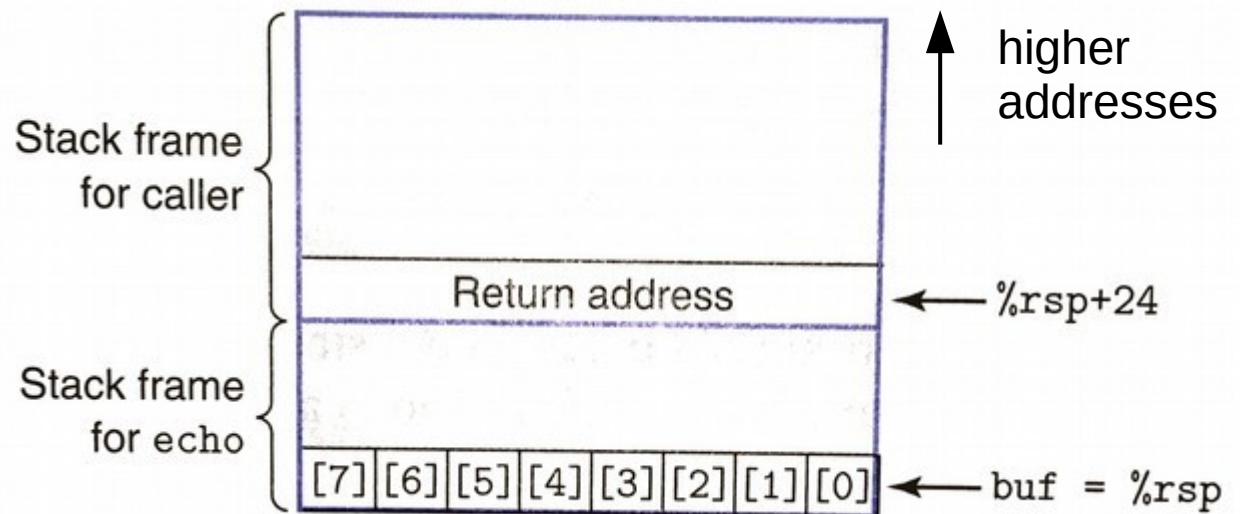 higher
addresses
Stack frame
for caller
Return address
%rsp+24
Stack frame
for echo
[7] [6] [5] [4] [3] [2] [1] [0]
buf = %rsp